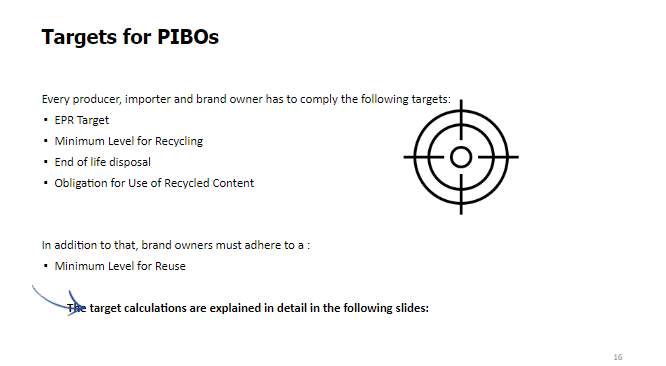 Targets for PIBOs
Every producer, importer and brand owner has to comply the following targets:
▪ EPR Target
▪ Minimum Level for Recycling
▪ End of life disposal
▪ Obligation for Use of Recycled Content
In addition to that, brand owners must adhere to a :
▪ Minimum Level for Reuse
The target calculations are explained in detail in the following slides:
16